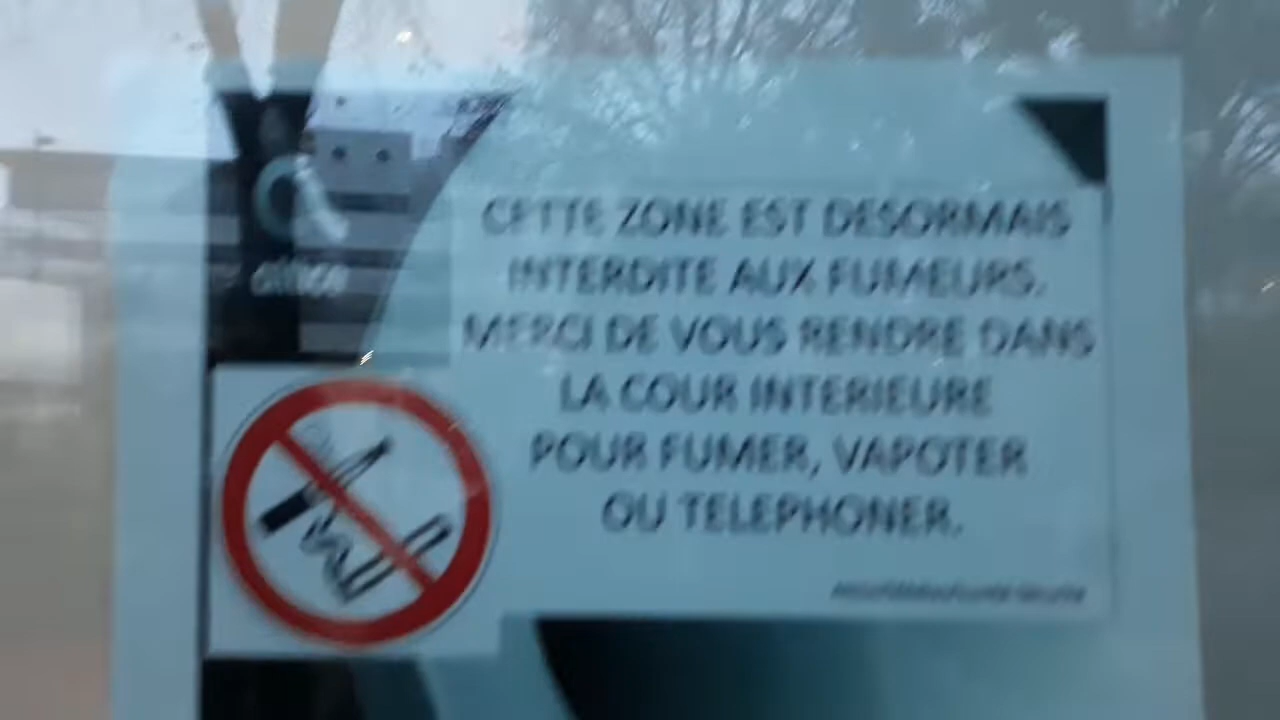 CETTE ZONE EST DESORMAIS
INTERDITE AUX FUMEURS.
MERCI DE VOUS RENDRE DANS
LA COUR INTERIEURE
POUR FUMER, VAPOTER
OU TELEPHONER.